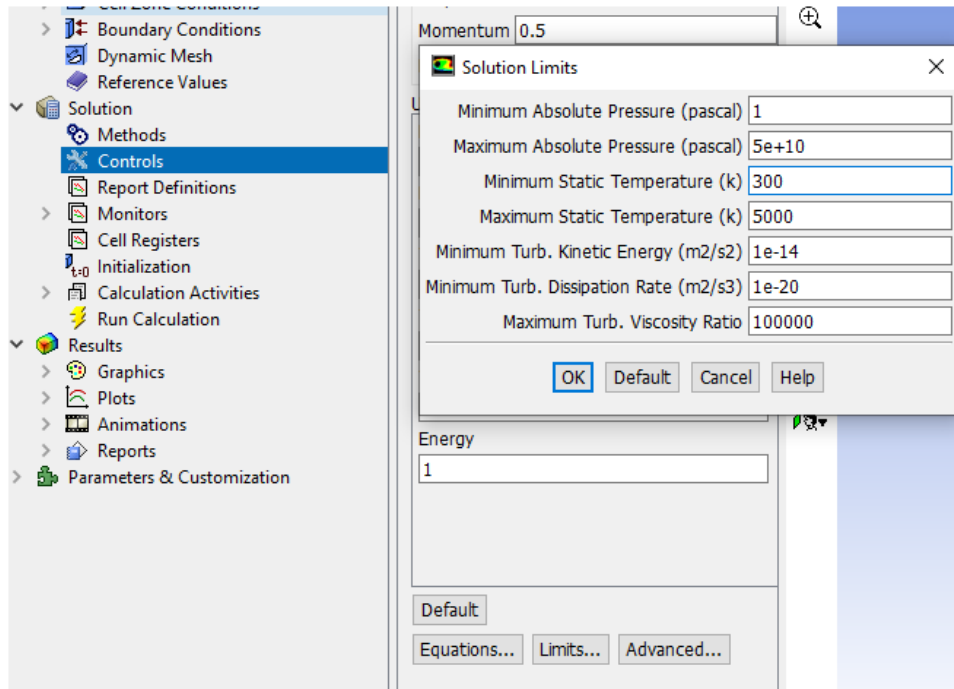 Cell Zone Conditions
Boundary Conditions
Dynamic Mesh
Reference Values
Solution
Methods
Controls
Report Definitions
Monitors
Cell Registers
t=0 Initialization
Calculation Activities
Run Calculation
Results
Graphics
Plots
Animations
Reports
Parameters & Customization
Momentum 0.5
Solution Limits
Minimum Absolute Pressure (pascal) 1
Maximum Absolute Pressure (pascal) 5e+10
Minimum Static Temperature (k) 300
Maximum Static Temperature (k) 5000
Minimum Turb. Kinetic Energy (m2/s2) 1e-14
Minimum Turb. Dissipation Rate (m2/s3) 1e-20
Maximum Turb. Viscosity Ratio 100000
OK Default Cancel Help
Energy
1
Default
Equations... Limits... Advanced...